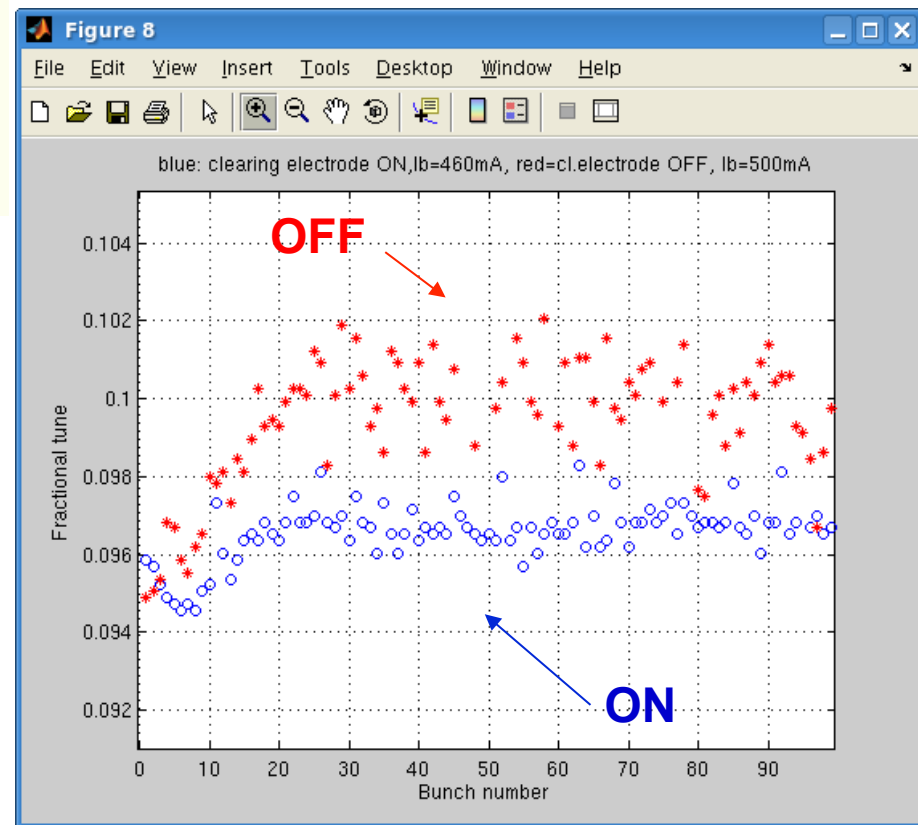 Figure 8
File Edit View Insert Tools Desktop Window Help
blue: clearing electrode ON,Ib=460mA, red=cl.electrode OFF, Ib=500mA
OFF
0.104
0.102
0.1
0.098
0.096
0.094
0.092
Fractional tune
ON
0 10 20 30 40 50 60 70 80 90
Bunch number